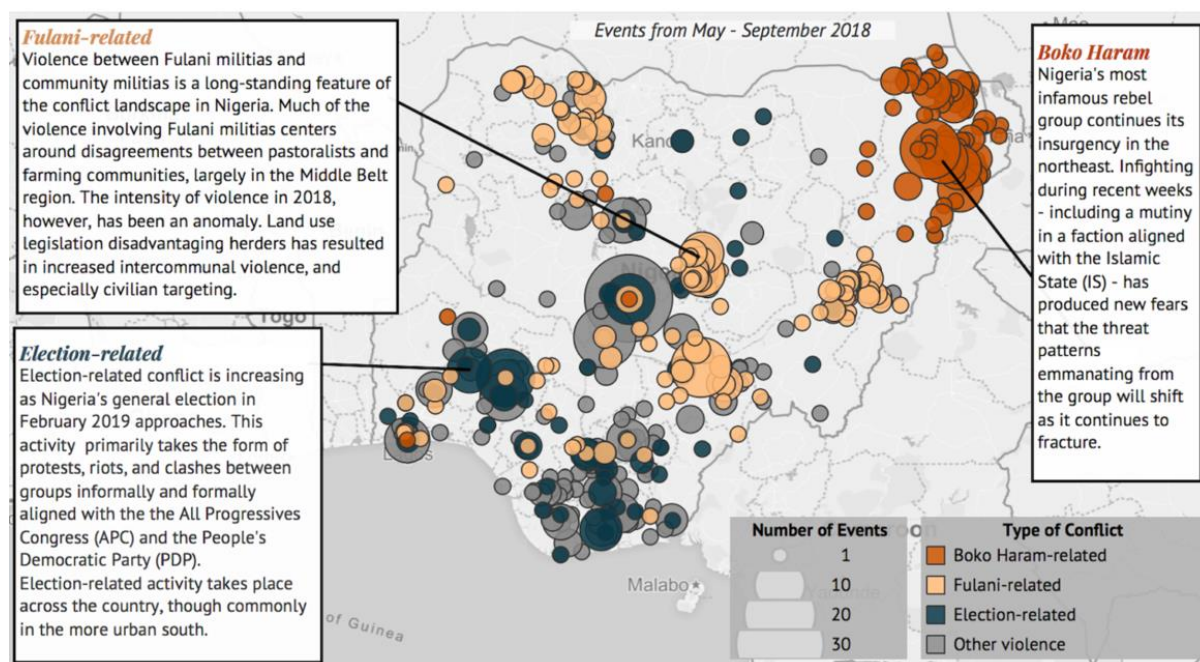 Fulani-related
Violence between Fulani militias and
community militias is a long-standing feature of
the conflict landscape in Nigeria. Much of the
violence involving Fulani militias centers
around disagreements between pastoralists and
farming communities, largely in the Middle Belt
region. The intensity of violence in 2018,
however, has been an anomaly. Land use
legislation disadvantaging herders has resulted
in increased intercommunal violence, and
especially civilian targeting.
Election-related
Election-related conflict is increasing
as Nigeria's general election in
February 2019 approaches. This
activity primarily takes the form of
protests, riots, and clashes between
groups informally and formally
aligned with the the All Progressives
Congress (APC) and the People's
Democratic Party (PDP).
Election-related activity takes place
across the country, though commonly
in the more urban south.
Events from May - September 2018
Boko Haram
Nigeria's most
infamous rebel
group continues its
insurgency in the
northeast. Infighting
during recent weeks
- including a mutiny
in a faction aligned
with the Islamic
State (IS) - has
produced new fears
that the threat
patterns
emmanating from
the group will shift
as it continues to
fracture.
Togo
Malabo
of Guinea
Number of Events
1
10
20
30
Type of Conflict
Boko Haram-related
Fulani-related
Election-related
Other violence